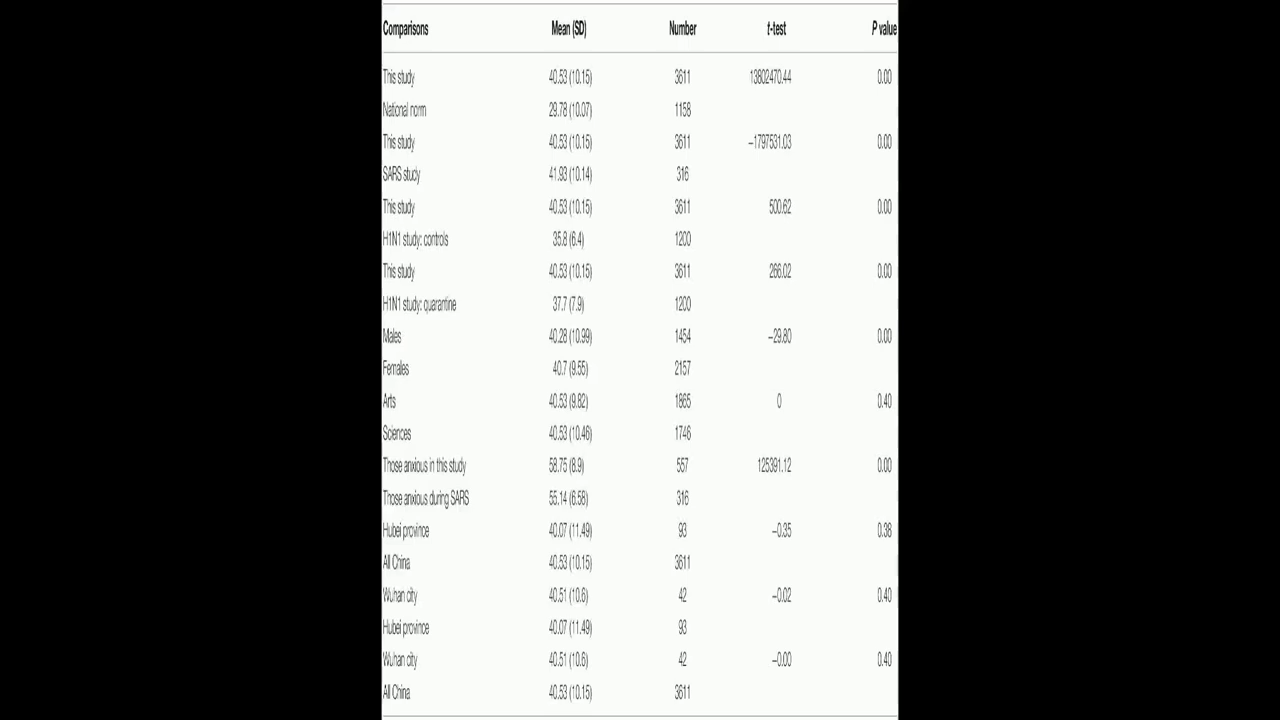 Comparisons Mean (SD) Number t-test P value
This study 40.53 (10.15) 3611 13802470.44 0.00
National norm 29.78 (10.07) 1158
This study 40.53 (10.15) 3611 −1797531.03 0.00
SARS study 41.93 (10.14) 316
This study 40.53 (10.15) 3611 500.62 0.00
H1N1 study: controls 35.8 (6.4) 1200
This study 40.53 (10.15) 3611 266.02 0.00
H1N1 study: quarantine 37.7 (7.9) 1200
Males 40.28 (10.99) 1454 −29.80 0.00
Females 40.7 (9.55) 2157
Arts 40.53 (9.82) 1865 0 0.40
Sciences 40.53 (10.46) 1746
Those anxious in this study 58.75 (8.9) 557 125391.12 0.00
Those anxious during SARS 55.14 (6.58) 316
Hubei province 40.07 (11.49) 93 −0.35 0.38
All China 40.53 (10.15) 3611
Wuhan city 40.51 (10.6) 42 −0.02 0.40
Hubei province 40.07 (11.49) 93
Wuhan city 40.51 (10.6) 42 −0.00 0.40
All China 40.53 (10.15) 3611